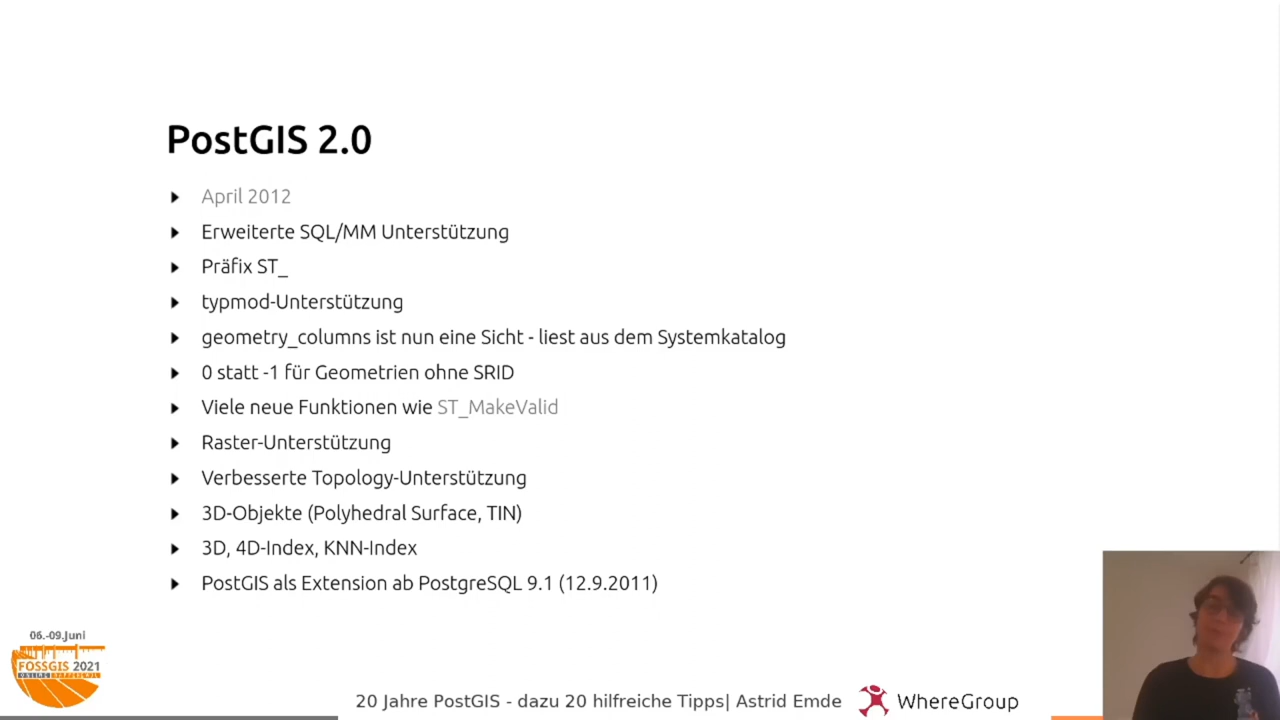 PostGIS 2.0
April 2012
Erweiterte SQL/MM Unterstützung
Präfix ST_
typmod-Unterstützung
geometry_columns ist nun eine Sicht - liest aus dem Systemkatalog
0 statt -1 für Geometrien ohne SRID
Viele neue Funktionen wie ST_MakeValid
Raster-Unterstützung
Verbesserte Topology-Unterstützung
3D-Objekte (Polyhedral Surface, TIN)
3D, 4D-Index, KNN-Index
PostGIS als Extension ab PostgreSQL 9.1 (12.9.2011)
06.-09.Juni
FOSSGIS 2021
20 Jahre PostGIS - dazu 20 hilfreiche Tipps| Astrid Emde
WhereGroup